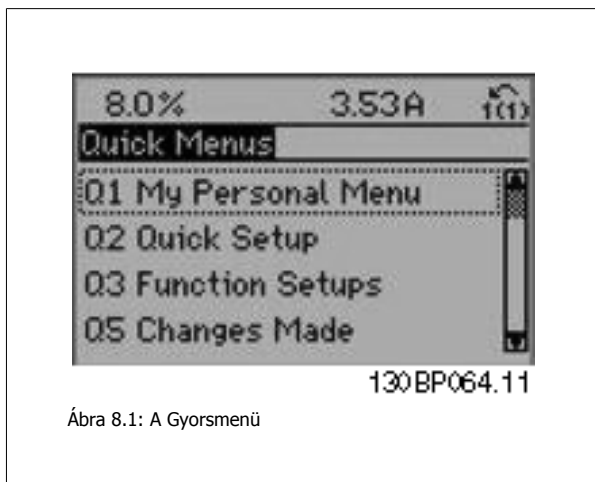 8.0% 3.53A 1(1)
Quick Menus
Q1 My Personal Menu
Q2 Quick Setup
Q3 Function Setups
Q5 Changes Made
130BP064.11
Ábra 8.1: A Gyorsmenü